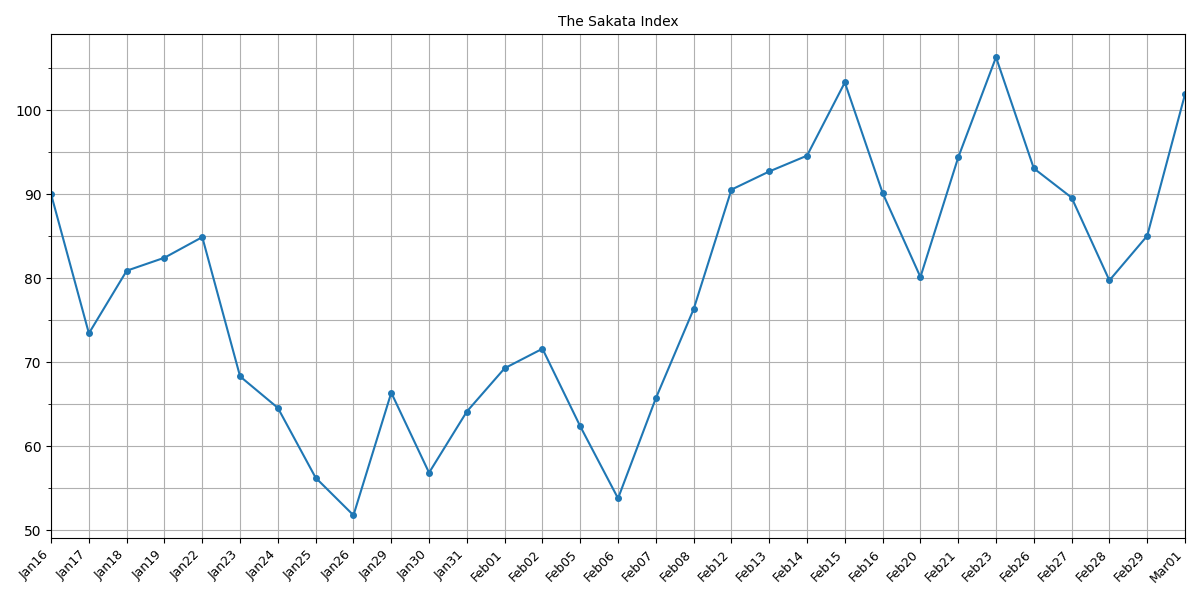 The Sakata Index
100
90
80
70
60
50
Jan16
Jan17
Jan18
Jan19
Jan22
Jan23
Jan24
Jan25
Jan26
Jan29
Jan30
Jan31
Feb01
Feb02
Feb05
Feb06
Feb07
Feb08
Feb12
Feb13
Feb14
Feb15
Feb16
Feb20
Feb21
Feb23
Feb26
Feb27
Feb28
Feb29
Mar01